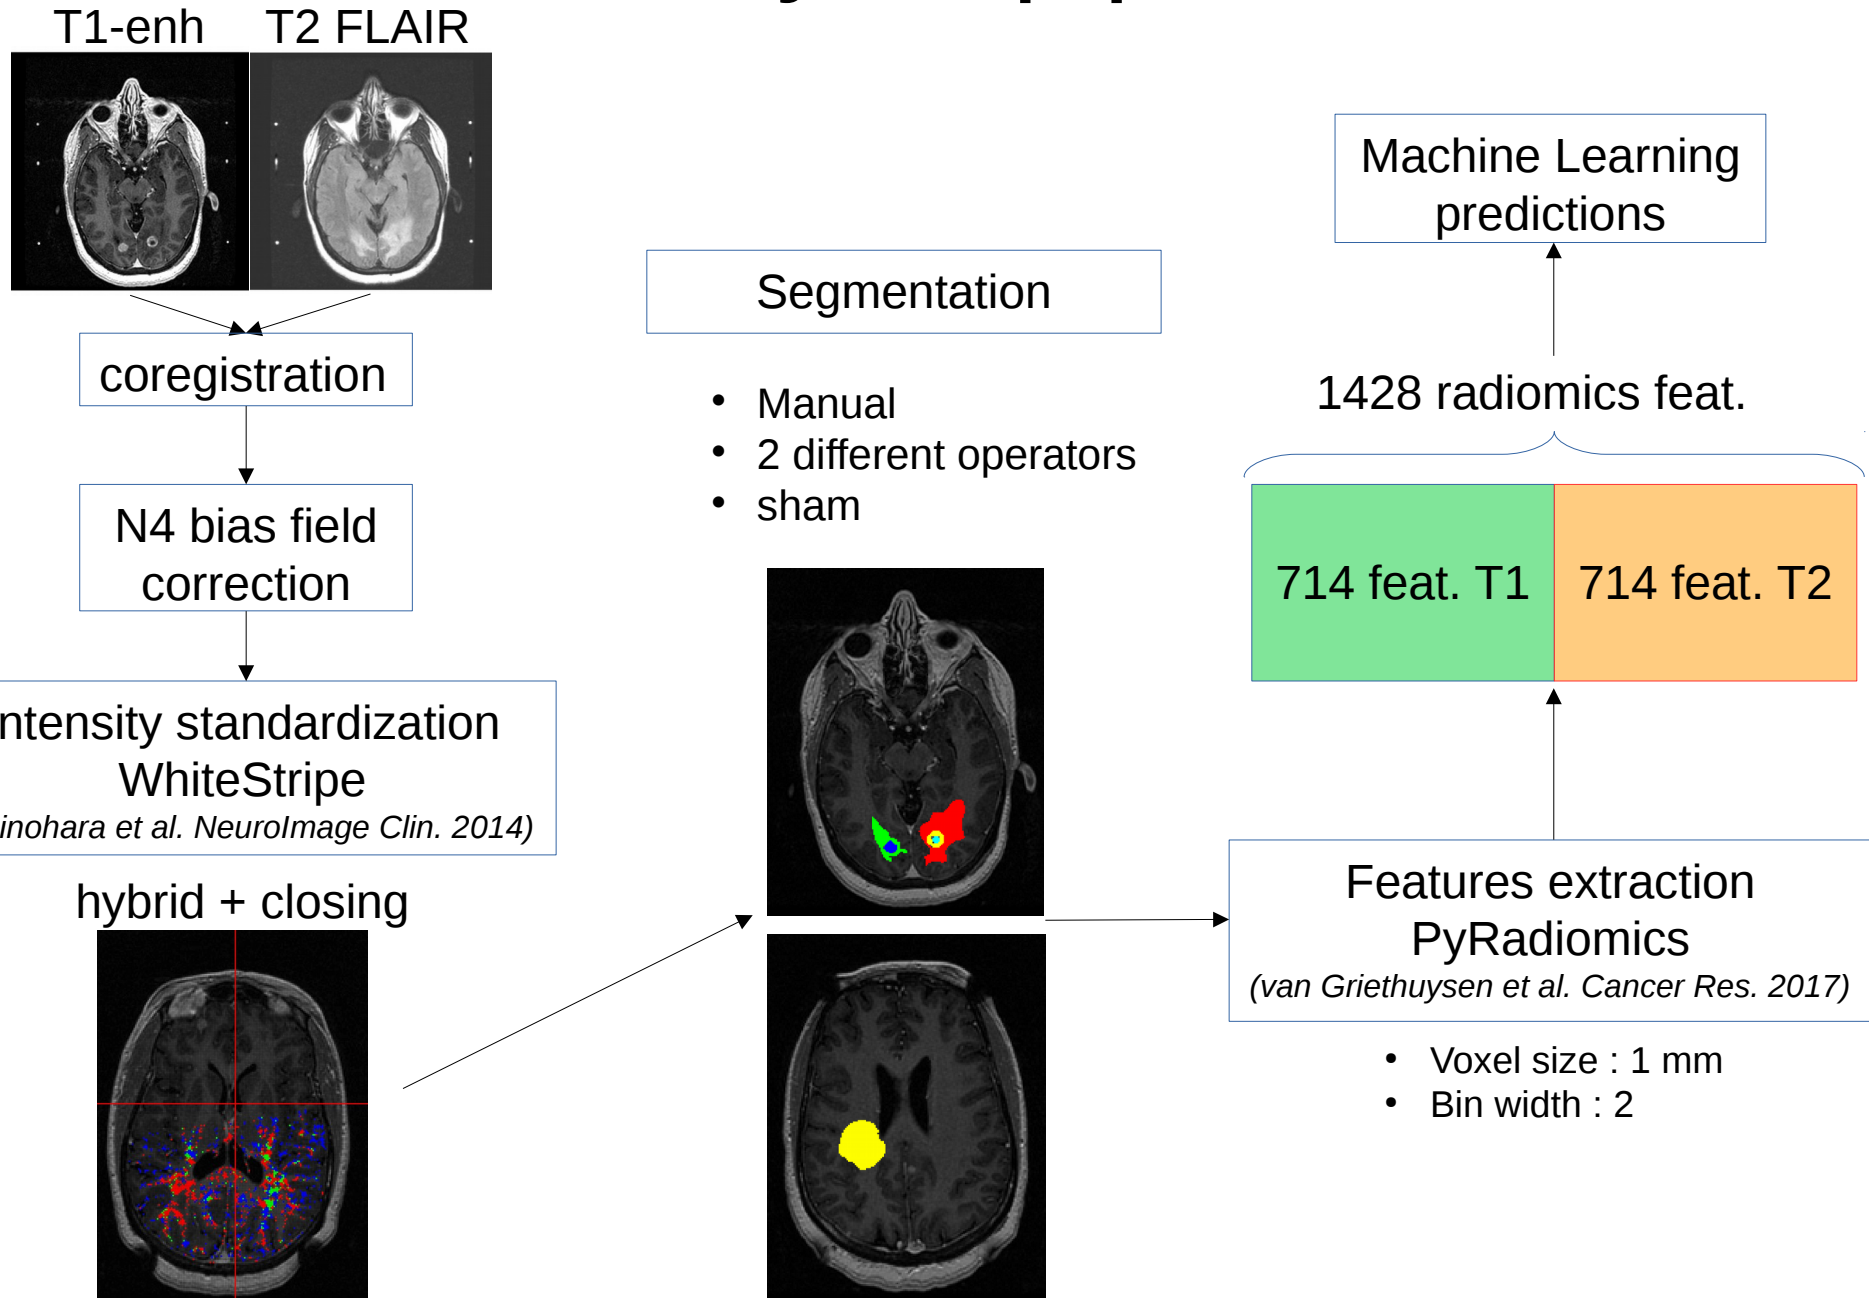 T1-enh
T2 FLAIR
coregistration
N4 bias field
correction
ntensity standardization
WhiteStripe
inohara et al. NeuroImage Clin. 2014)
hybrid + closing
Segmentation
• Manual
• 2 different operators
• sham
Machine Learning
predictions
1428 radiomics feat.
714 feat. T1
714 feat. T2
Features extraction
PyRadiomics
(van Griethuysen et al. Cancer Res. 2017)
• Voxel size : 1 mm
• Bin width : 2